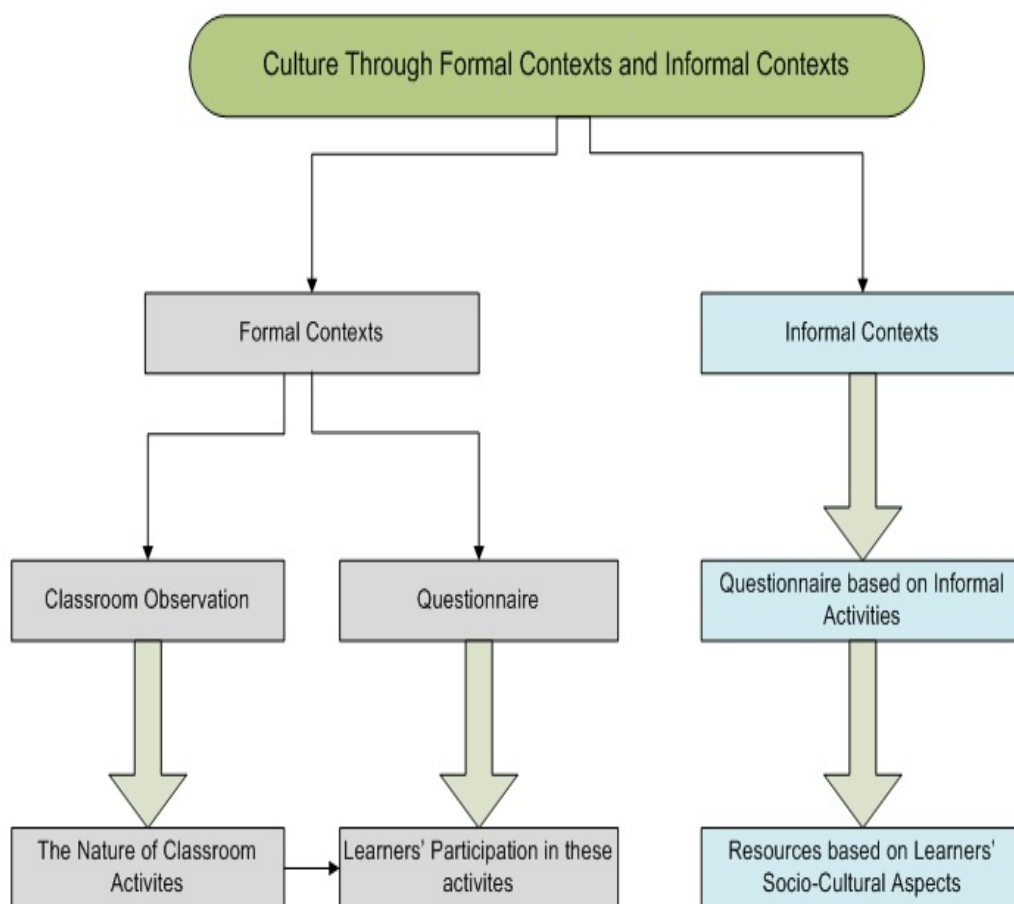 Culture Through Formal Contexts and Informal Contexts
Formal Contexts
Informal Contexts
Classroom Observation
Questionnaire
Questionnaire based on Informal
Activities
The Nature of Classroom
Activites
Learners’ Participation in these
activites
Resources based on Learners’
Socio-Cultural Aspects